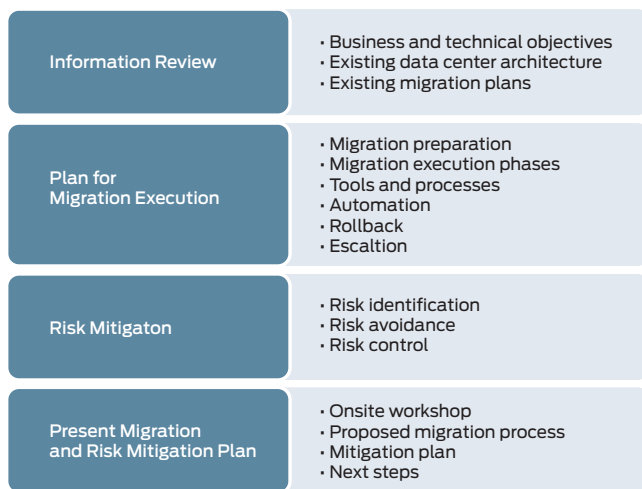 Information Review
· Business and technical objectives
· Existing data center architecture
· Existing migration plans
Plan for
Migration Execution
· Migration preparation
· Migration execution phases
· Tools and processes
· Automation
· Rollback
· Escaltion
Risk Mitigaton
· Risk identification
· Risk avoidance
· Risk control
Present Migration
and Risk Mitigation Plan
· Onsite workshop
· Proposed migration process
· Mitigation plan
· Next steps